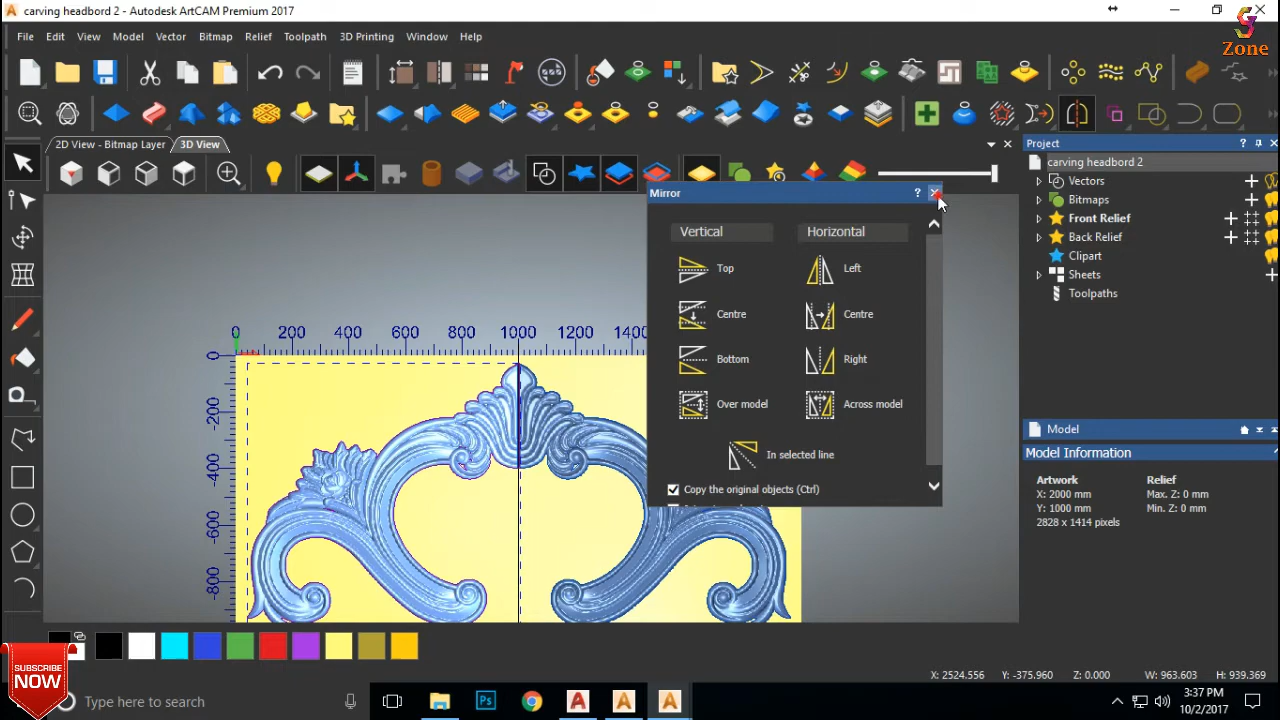 carving headbord 2 - Autodesk ArtCAM Premium 2017
Zone
File Edit View Model Vector Bitmap Relief Toolpath 3D Printing Window Help
2D View - Bitmap Layer 3D View
Project
carving headbord 2
Vectors
Bitmaps
Front Relief
Back Relief
Clipart
Sheets
Toolpaths
Mirror
Vertical Horizontal
Top Left
Centre Centre
Bottom Right
Over model Across model
In selected line
Copy the original objects (Ctrl)
0 200 400 600 800 1000 1200
0
-200
-400
-600
-800
Model
Model Information
Artwork Relief
X: 2000 mm Max. Z: 0 mm
Y: 1000 mm Min. Z: 0 mm
2828 x 1414 pixels
X: 2524.556 Y: -375.960 Z: 0.000 W: 963.603 H: 939.369
SUBSCRIBE
NOW
Type here to search
3:37 PM
10/2/2017